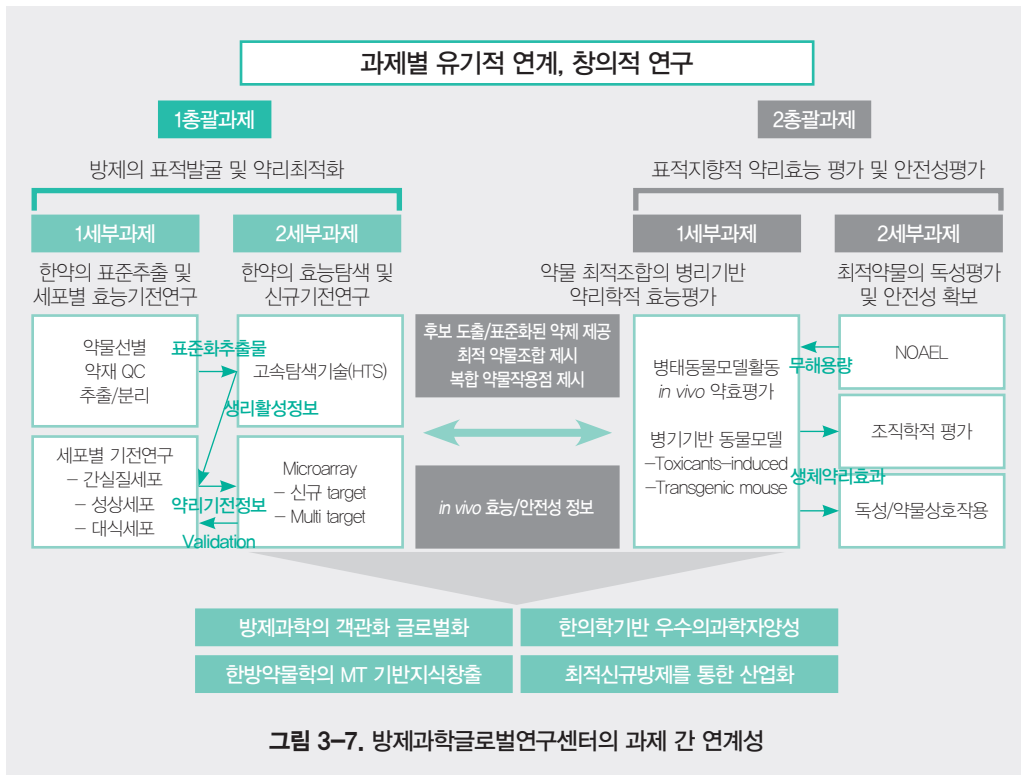 과제별 유기적 연계, 창의적 연구
1총괄과제
2총괄과제
방제의 표적발굴 및 약리최적화
표적지향적 약리효능 평가 및 안전성평가
1세부과제
2세부과제
1세부과제
2세부과제
한약의 표준추출 및
세포별 효능기전연구
한약의 효능탐색 및
신규기전연구
약물 최적조합의 병리기반
약리학적 효능평가
최적약물의 독성평가
및 안전성 확보
약물선별
약재 QC
추출/분리
표준화추출물
고속탐색기술(HTS)
생리활성정보
세포별 기전연구
– 간실질세포
– 성상세포
– 대식세포
약리기전정보
Validation
Microarray
– 신규 target
– Multi target
후보 도출/표준화된 약제 제공
최적 약물조합 제시
복합 약물작용점 제시
in vivo 효능/안전성 정보
병태동물모델활동
in vivo 약효평가
병기기반 동물모델
–Toxicants–induced
–Transgenic mouse
무해용량
생체약리효과
NOAEL
조직학적 평가
독성/약물상호작용
방제과학의 객관화 글로벌화
한의학기반 우수의과학자양성
한방약물학의 MT 기반지식창출
최적신규방제를 통한 산업화
그림 3–7. 방제과학글로벌연구센터의 과제 간 연계성